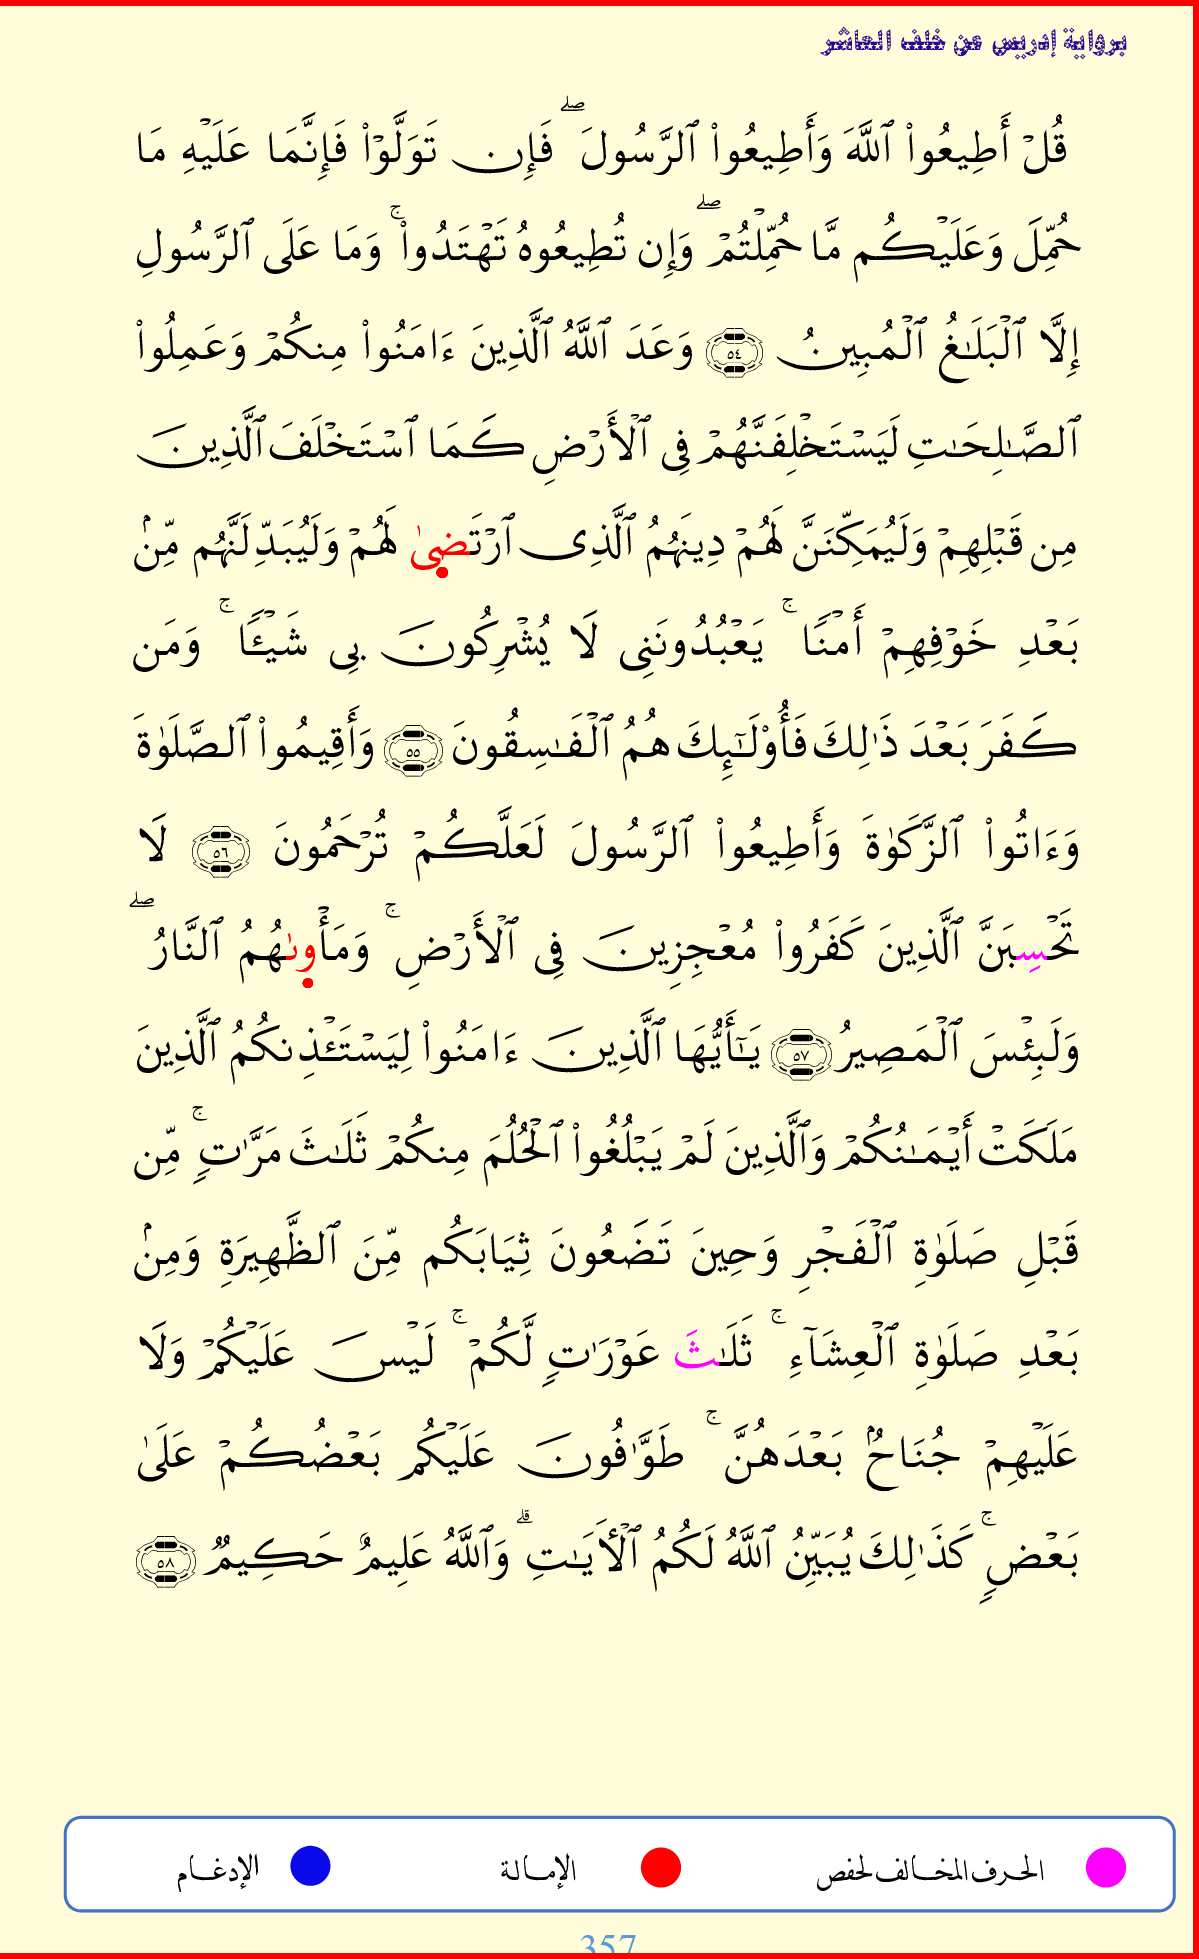 برواية إدريس عن خلف العاشر
قُلۡ أَطِيعُواْ ٱللَّهَ وَأَطِيعُواْ ٱلرَّسُولَۖ فَإِن تَوَلَّوۡاْ فَإِنَّمَا عَلَيۡهِ مَا
حُمِّلَ وَعَلَيۡكُم مَّا حُمِّلۡتُمۡۖ وَإِن تُطِيعُوهُ تَهۡتَدُواْۚ وَمَا عَلَى ٱلرَّسُولِ
إِلَّا ٱلۡبَلَٰغُ ٱلۡمُبِينُ ٥٤ وَعَدَ ٱللَّهُ ٱلَّذِينَ ءَامَنُواْ مِنكُمۡ وَعَمِلُواْ
ٱلصَّٰلِحَٰتِ لَيَسۡتَخۡلِفَنَّهُمۡ فِي ٱلۡأَرۡضِ كَمَا ٱسۡتَخۡلَفَ ٱلَّذِينَ
مِن قَبۡلِهِمۡ وَلَيُمَكِّنَنَّ لَهُمۡ دِينَهُمُ ٱلَّذِي ٱرۡتَضِىٰ لَهُمۡ وَلَيُبَدِّلَنَّهُم مِّنۢ
بَعۡدِ خَوۡفِهِمۡ أَمۡنٗاۚ يَعۡبُدُونَنِي لَا يُشۡرِكُونَ بِي شَيۡـٔٗاۚ وَمَن
كَفَرَ بَعۡدَ ذَٰلِكَ فَأُوْلَٰٓئِكَ هُمُ ٱلۡفَٰسِقُونَ ٥٥ وَأَقِيمُواْ ٱلصَّلَوٰةَ
وَءَاتُواْ ٱلزَّكَوٰةَ وَأَطِيعُواْ ٱلرَّسُولَ لَعَلَّكُمۡ تُرۡحَمُونَ ٥٦ لَا
تَحۡسِبَنَّ ٱلَّذِينَ كَفَرُواْ مُعۡجِزِينَ فِي ٱلۡأَرۡضِۚ وَمَأۡوىٰهُمُ ٱلنَّارُۖ
وَلَبِئۡسَ ٱلۡمَصِيرُ ٥٧ يَٰٓأَيُّهَا ٱلَّذِينَ ءَامَنُواْ لِيَسۡتَـٔۡذِنكُمُ ٱلَّذِينَ
مَلَكَتۡ أَيۡمَٰنُكُمۡ وَٱلَّذِينَ لَمۡ يَبۡلُغُواْ ٱلۡحُلُمَ مِنكُمۡ ثَلَٰثَ مَرَّٰتٖۚ مِّن
قَبۡلِ صَلَوٰةِ ٱلۡفَجۡرِ وَحِينَ تَضَعُونَ ثِيَابَكُم مِّنَ ٱلظَّهِيرَةِ وَمِنۢ
بَعۡدِ صَلَوٰةِ ٱلۡعِشَآءِۚ ثَلَٰثَ عَوۡرَٰتٖ لَّكُمۡۚ لَيۡسَ عَلَيۡكُمۡ وَلَا
عَلَيۡهِمۡ جُنَاحُۢ بَعۡدَهُنَّۚ طَوَّٰفُونَ عَلَيۡكُم بَعۡضُكُمۡ عَلَىٰ
بَعۡضٖۚ كَذَٰلِكَ يُبَيِّنُ ٱللَّهُ لَكُمُ ٱلۡأٓيَٰتِۗ وَٱللَّهُ عَلِيمٌ حَكِيمٞ ٥٨
الحرف المخالف لحفص الإمالة الإدغام
357